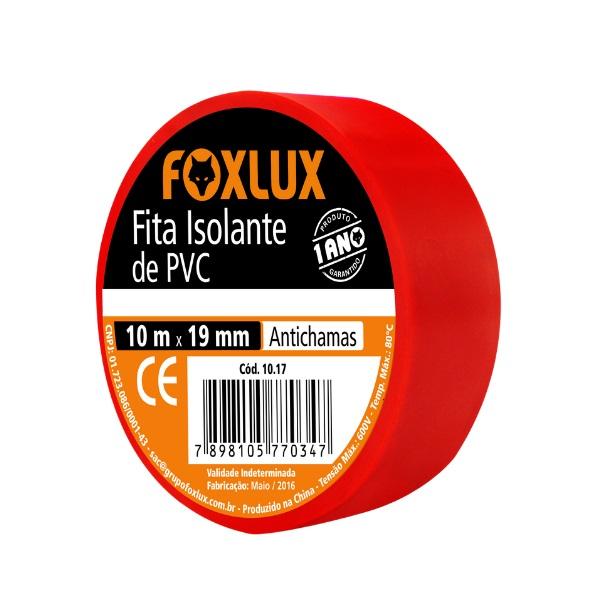 FOXLUX
Fita Isolante
de PVC
PRODUTO
1 ANO
GARANTIDO
10 m x 19 mm
Antichamas
CE
Cód. 10.17
7 898105 770347
Validade Indeterminada
Fabricação: Maio / 2016
CNPJ: 01.723.086/0001-43 - sac@grupofoxlux.com.br - Produzido na China - Tensão Máx.: 600V - Temp. Máx.: 80°C